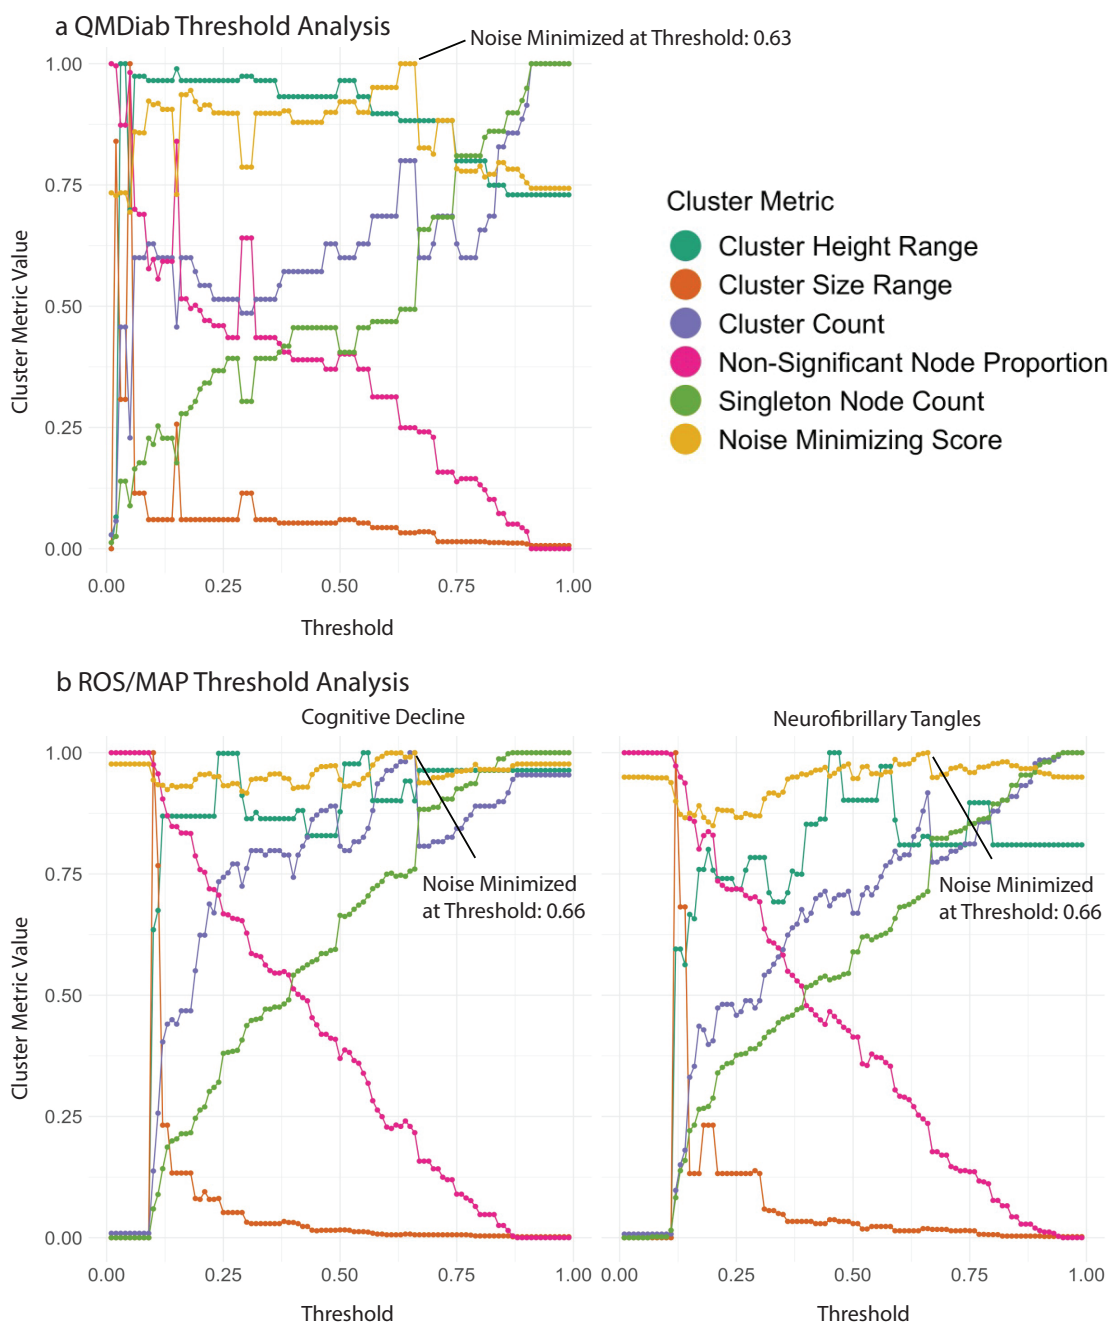 a QMDiab Threshold Analysis
Noise Minimized at Threshold: 0.63
1.00
0.75
0.50
0.25
0.00
Cluster Metric Value
0.00 0.25 0.50 0.75 1.00
Threshold
Cluster Metric
Cluster Height Range
Cluster Size Range
Cluster Count
Non-Significant Node Proportion
Singleton Node Count
Noise Minimizing Score
b ROS/MAP Threshold Analysis
Cognitive Decline
Neurofibrillary Tangles
1.00
0.75
0.50
0.25
0.00
Cluster Metric Value
Noise Minimized
at Threshold: 0.66
Noise Minimized
at Threshold: 0.66
0.00 0.25 0.50 0.75 1.00
0.00 0.25 0.50 0.75 1.00
Threshold
Threshold